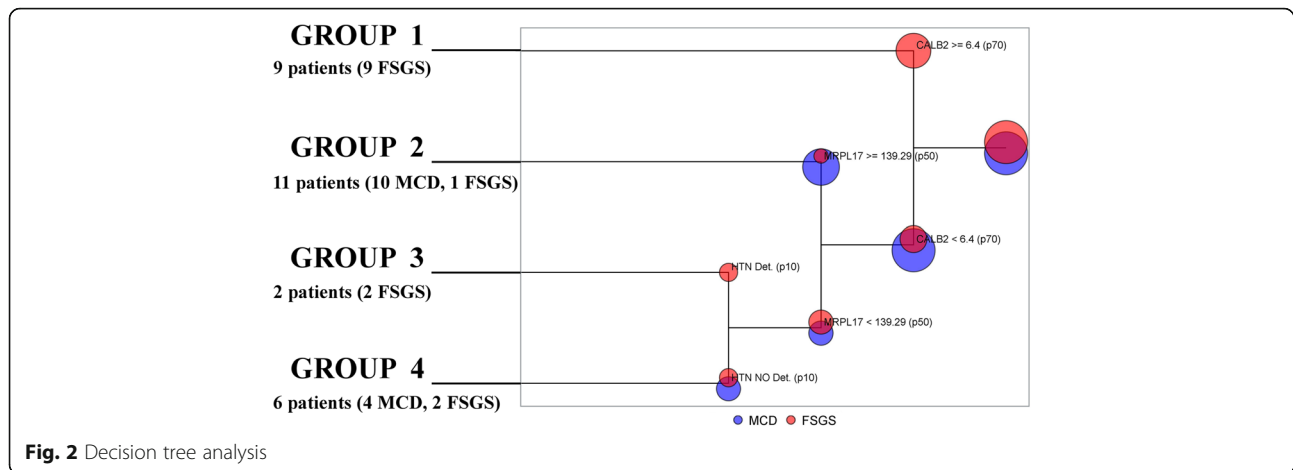 GROUP 1
9 patients (9 FSGS)
CALB2 >= 6.4 (p70)
GROUP 2
11 patients (10 MCD, 1 FSGS)
MRPL17 >= 139.29 (p50)
CALB2 < 6.4 (p70)
GROUP 3
2 patients (2 FSGS)
HTN Det. (p10)
MRPL17 < 139.29 (p50)
GROUP 4
6 patients (4 MCD, 2 FSGS)
HTN NO Det. (p10)
MCD FSGS
Fig. 2 Decision tree analysis